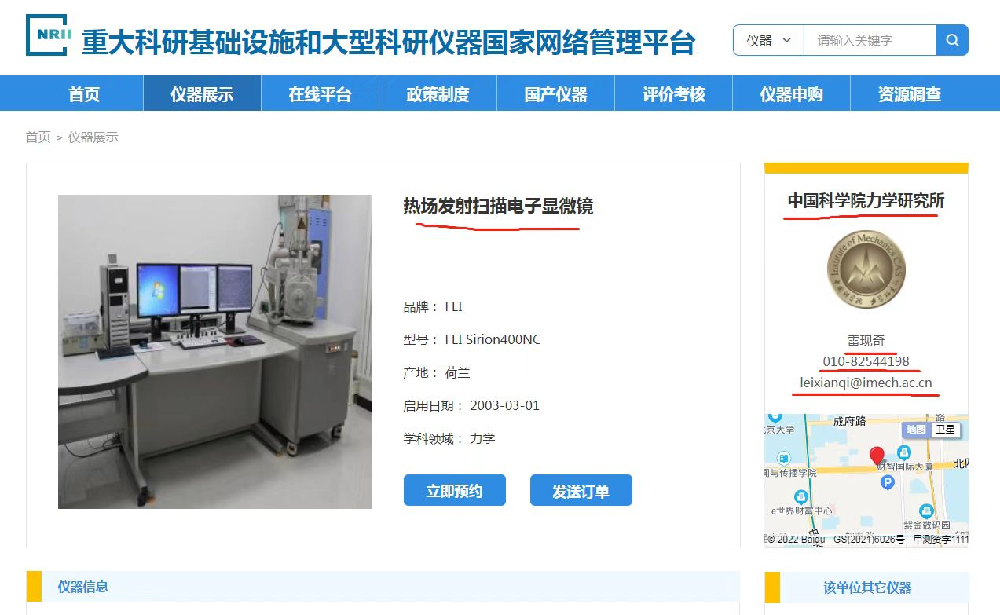 NRII
重大科研基础设施和大型科研仪器国家网络管理平台
仪器
请输入关键字
首页 仪器展示 在线平台 政策制度 国产仪器 评价考核 仪器申购 资源调查
首页 > 仪器展示
热场发射扫描电子显微镜
品牌： FEI
型号： FEI Sirion400NC
产地： 荷兰
启用日期： 2003-03-01
学科领域： 力学
立即预约
发送订单
中国科学院力学研究所
Institute of Mechanics CAS
雷现奇
010-82544198
leixianqi@imech.ac.cn
成府路
路
地图 卫星
京大学
闻与传播学院
财智国际大厦
北四
P
e世界财富中心
紫金数码园
© 2022 Baidu - GS(2021)6026号 - 甲测资字1111
仪器信息
该单位其它仪器